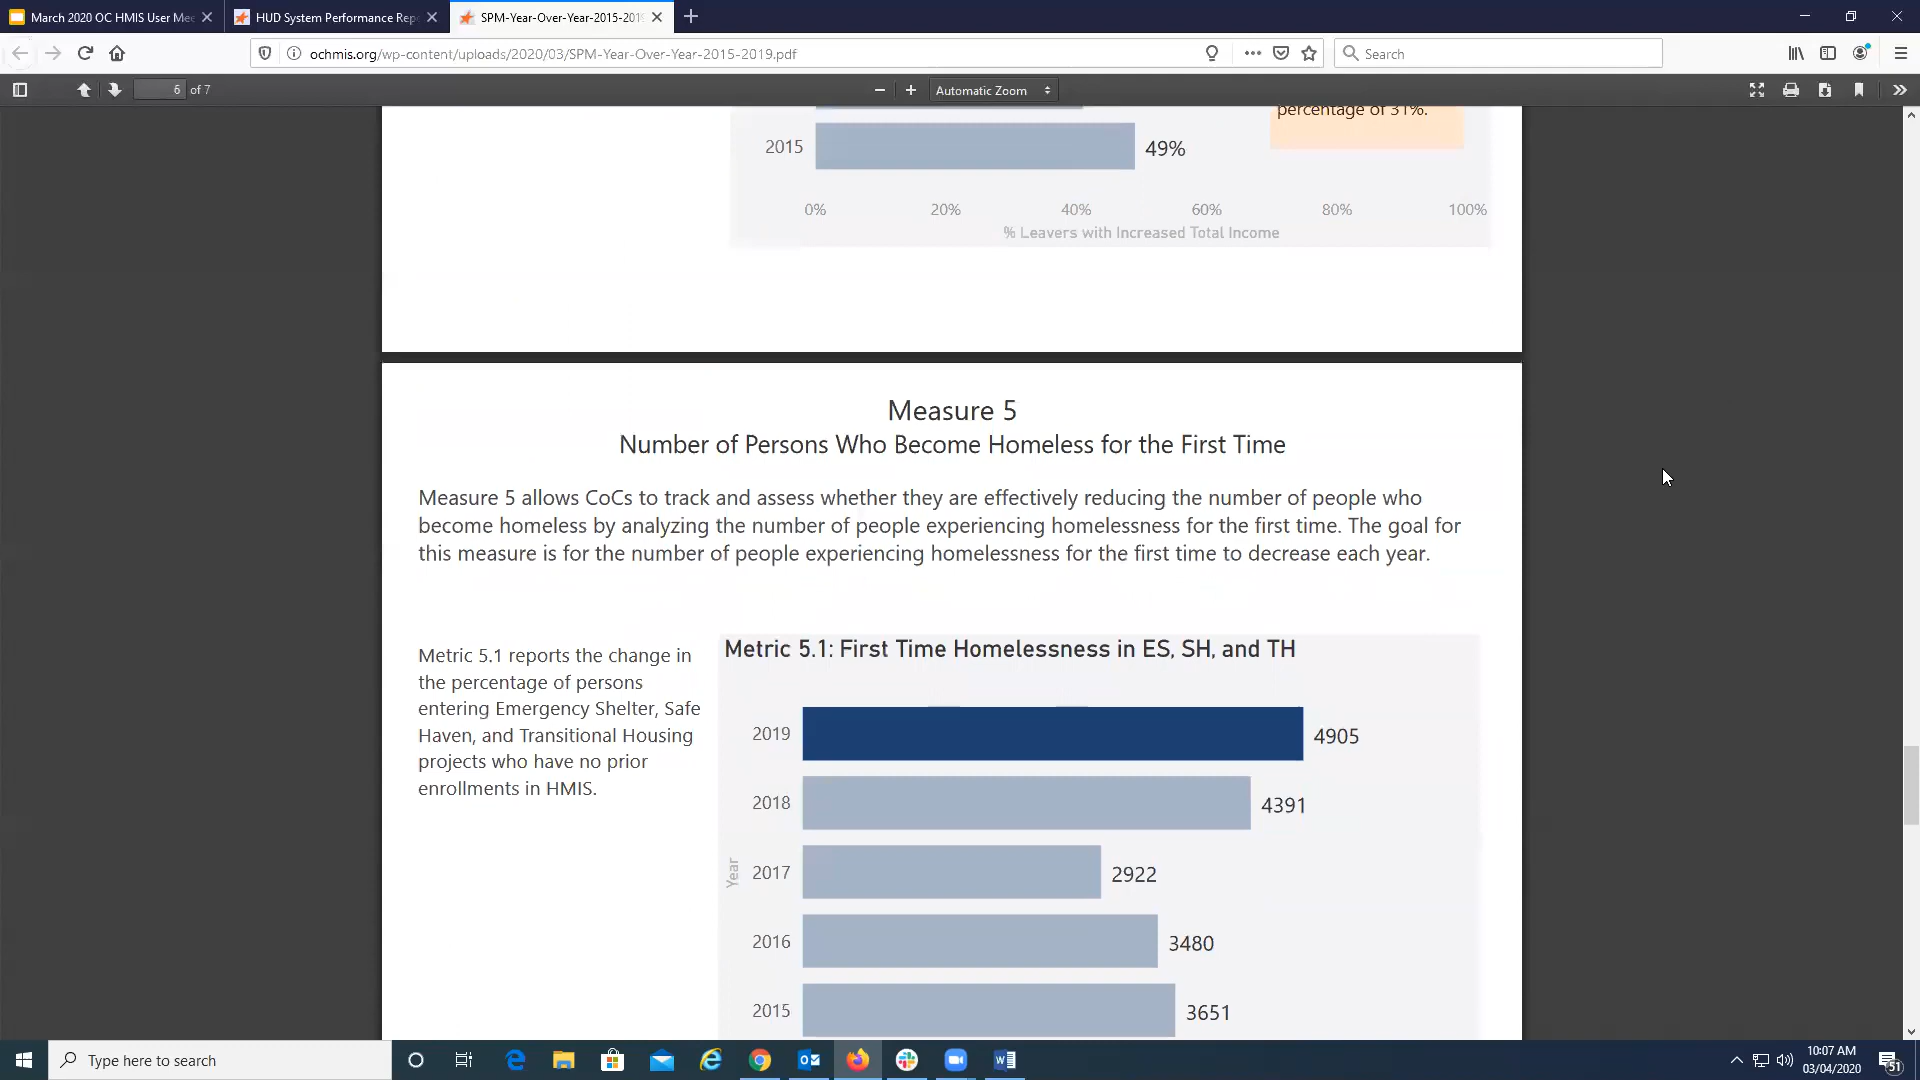 March 2020 OC HMIS User Mee
HUD System Performance Repo
SPM-Year-Over-Year-2015-201
ochmis.org/wp-content/uploads/2020/03/SPM-Year-Over-Year-2015-2019.pdf
Search
6 of 7
Automatic Zoom
percentage of 31%.
2015 49%
0% 20% 40% 60% 80% 100%
% Leavers with Increased Total Income
Measure 5
Number of Persons Who Become Homeless for the First Time
Measure 5 allows CoCs to track and assess whether they are effectively reducing the number of people who
become homeless by analyzing the number of people experiencing homelessness for the first time. The goal for
this measure is for the number of people experiencing homelessness for the first time to decrease each year.
Metric 5.1 reports the change in
the percentage of persons
entering Emergency Shelter, Safe
Haven, and Transitional Housing
projects who have no prior
enrollments in HMIS.
Metric 5.1: First Time Homelessness in ES, SH, and TH
2019 4905
2018 4391
Year
2017 2922
2016 3480
2015 3651
Type here to search
10:07 AM
03/04/2020
51